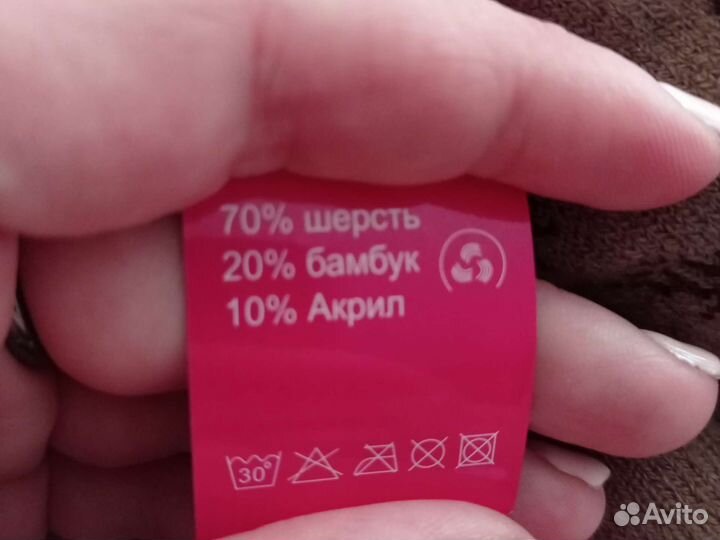 70% шерсть
20% бамбук
10% Акрил
30°
Avito